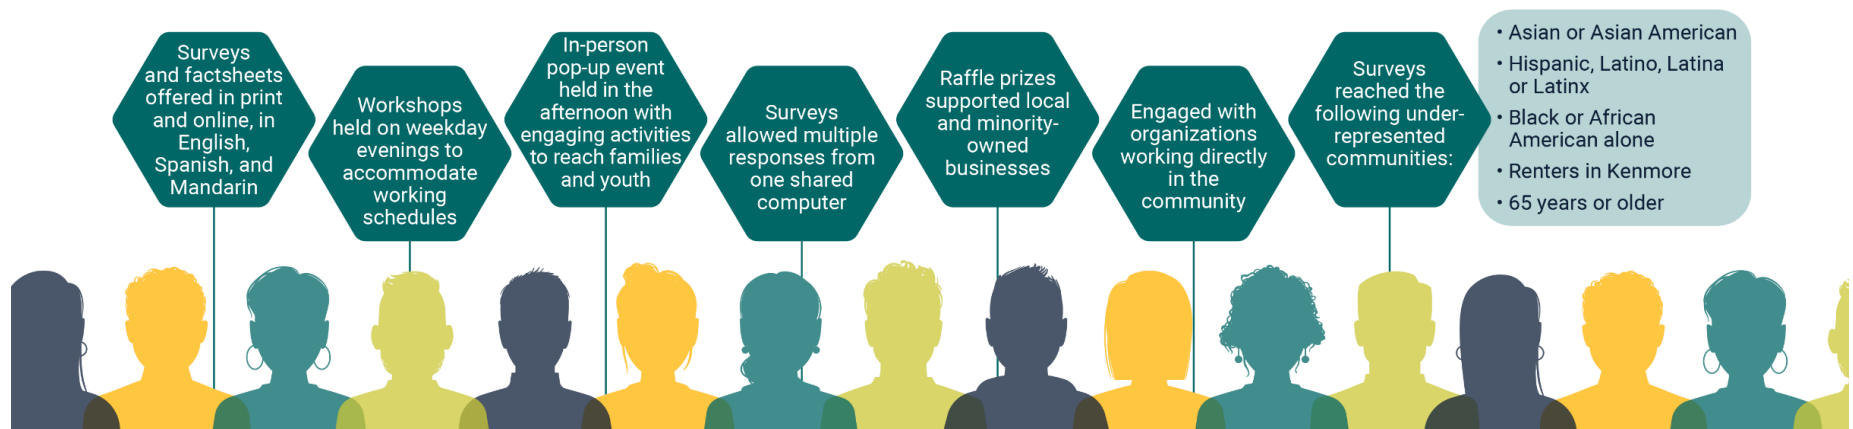 Surveys
and factsheets
offered in print
and online, in
English,
Spanish, and
Mandarin
Workshops
held on weekday
evenings to
accommodate
working
schedules
In-person
pop-up event
held in the
afternoon with
engaging activities
to reach families
and youth
Surveys
allowed multiple
responses from
one shared
computer
Raffle prizes
supported local
and minority-
owned
businesses
Engaged with
organizations
working directly
in the
community
Surveys
reached the
following under-
represented
communities:
• Asian or Asian American
• Hispanic, Latino, Latina
or Latinx
• Black or African
American alone
• Renters in Kenmore
• 65 years or older